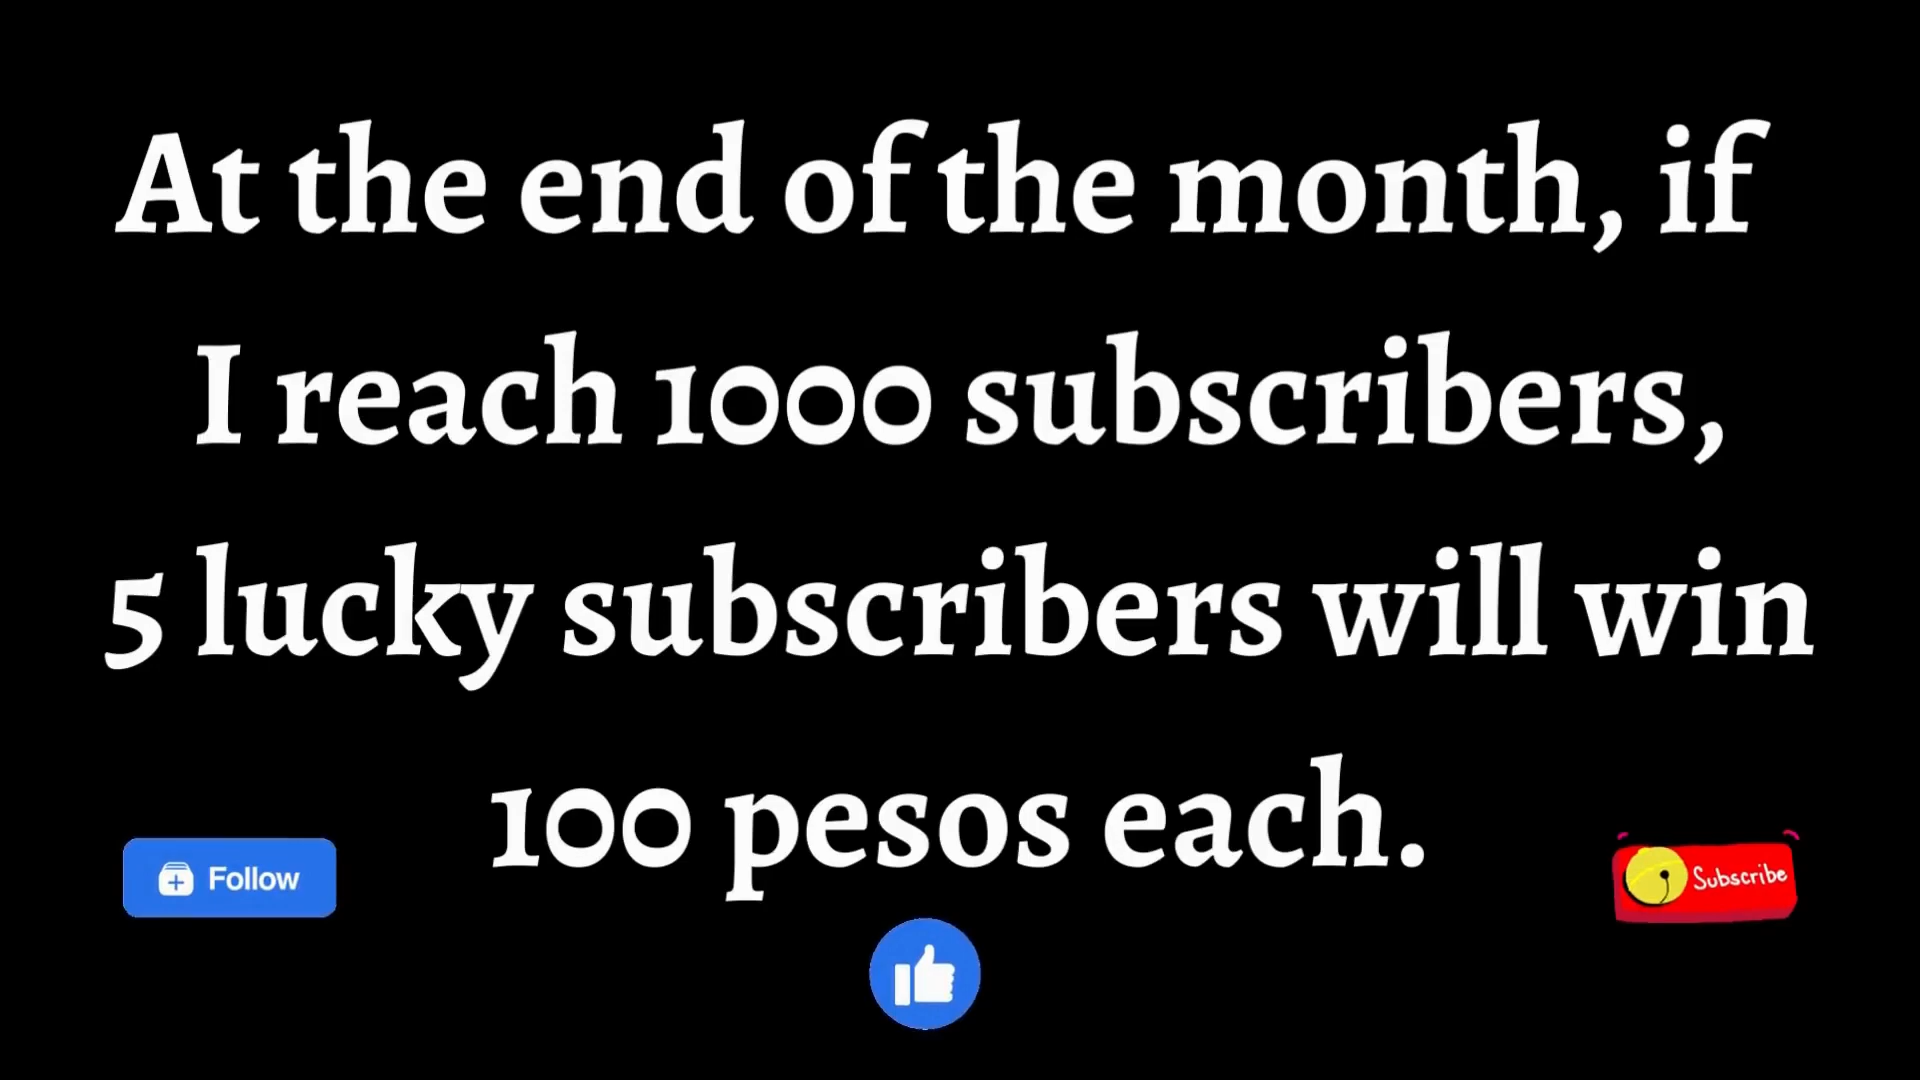 At the end of the month, if
I reach 1000 subscribers,
5 lucky subscribers will win
100 pesos each.
Follow
Subscribe